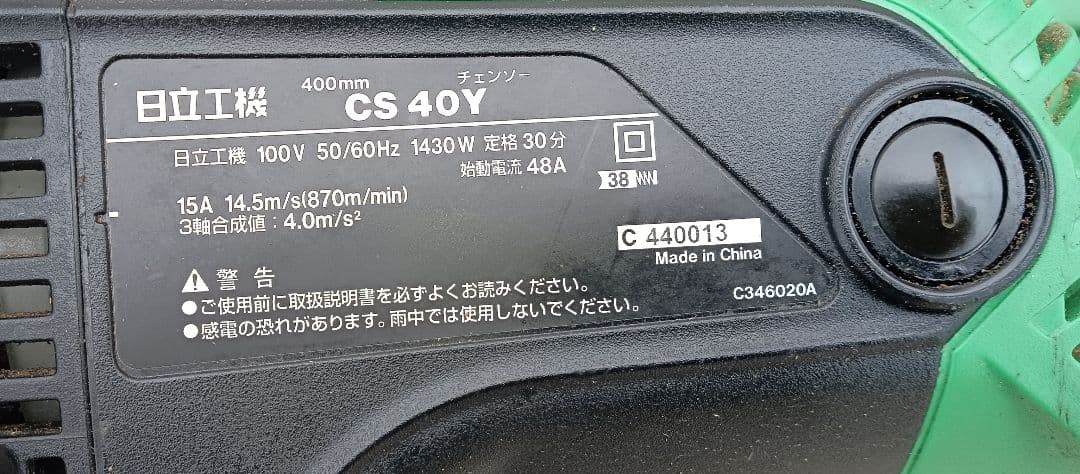 400mm チェンソー
日立工機 CS 40Y
日立工機 100V 50/60Hz 1430W 定格 30分
始動電流 48A
38
15A 14.5m/s(870m/min)
3軸合成値：4.0m/s²
C 440013
Made in China
警告
●ご使用前に取扱説明書を必ずよくお読みください。
●感電の恐れがあります。雨中では使用しないでください。
C346020A